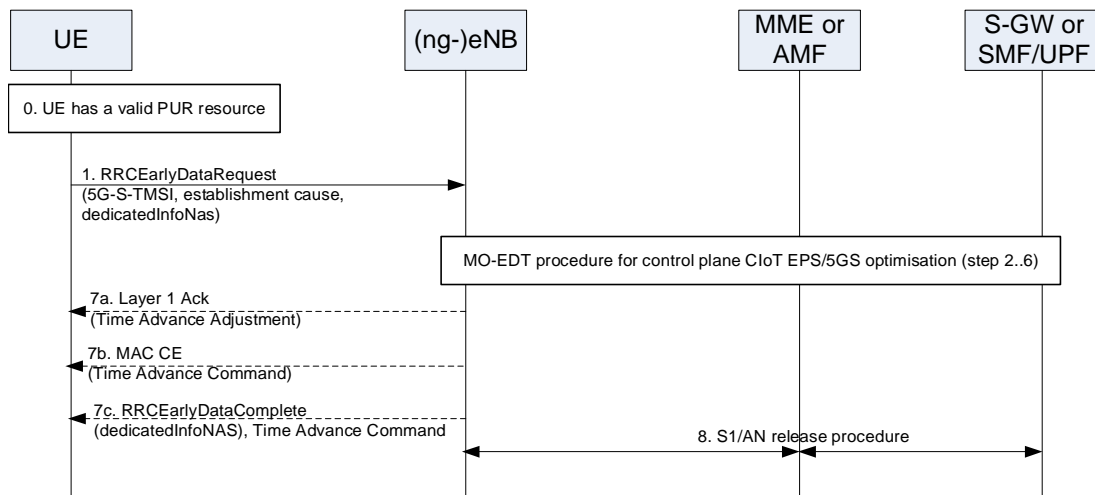 UE
(ng-)eNB
MME or
AMF
S-GW or
SMF/UPF
0. UE has a valid PUR resource
1. RRCEarlyDataRequest
(5G-S-TMSI, establishment cause,
dedicatedInfoNas)
MO-EDT procedure for control plane CIoT EPS/5GS optimisation (step 2..6)
7a. Layer 1 Ack
(Time Advance Adjustment)
7b. MAC CE
(Time Advance Command)
7c. RRCEarlyDataComplete
(dedicatedInfoNAS), Time Advance Command
8. S1/AN release procedure